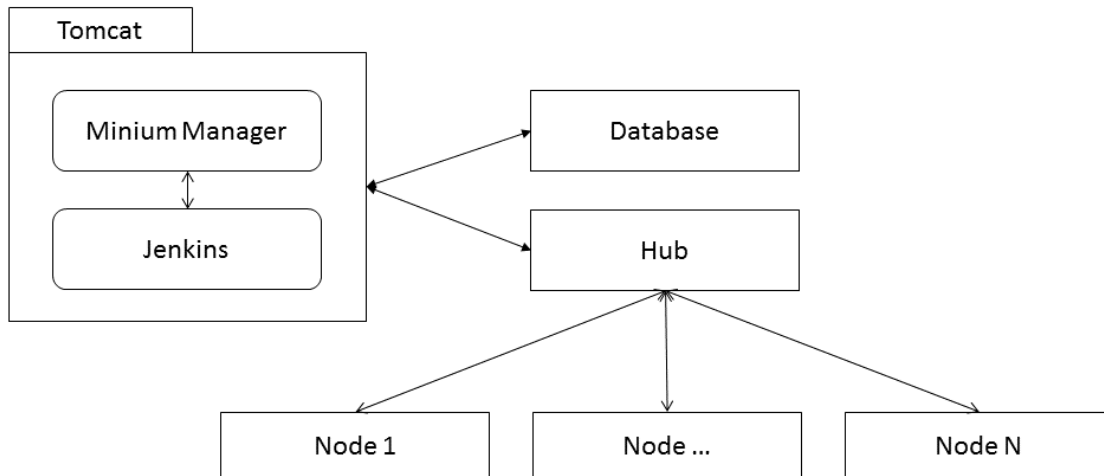 Tomcat
Minium Manager
Jenkins
Database
Hub
Node 1
Node ...
Node N